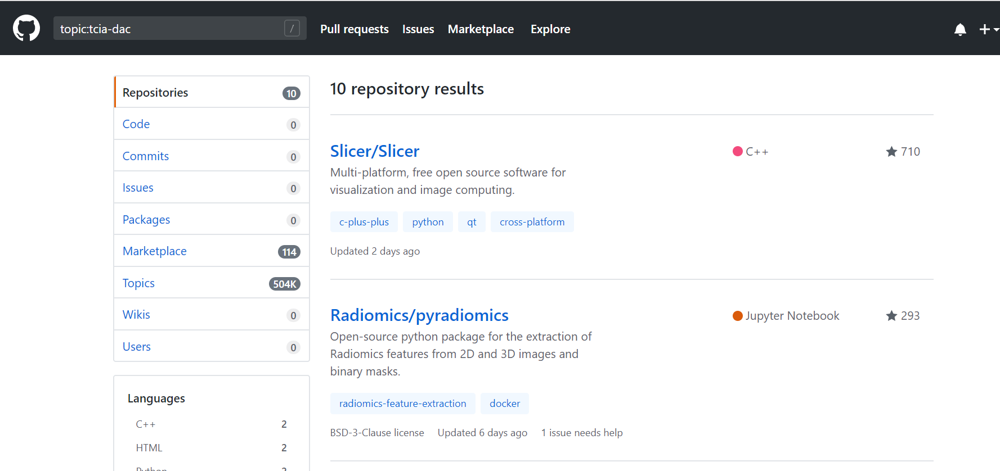 topic:tcia-dac / Pull requests Issues Marketplace Explore
Repositories 10
Code 0
Commits 0
Issues 0
Packages 0
Marketplace 114
Topics 504K
Wikis 0
Users 0
Languages
C++ 2
HTML 2
Python 2
10 repository results
Slicer/Slicer C++ 710
Multi-platform, free open source software for
visualization and image computing.
c-plus-plus python qt cross-platform
Updated 2 days ago
Radiomics/pyradiomics Jupyter Notebook 293
Open-source python package for the extraction of
Radiomics features from 2D and 3D images and
binary masks.
radiomics-feature-extraction docker
BSD-3-Clause license Updated 6 days ago 1 issue needs help